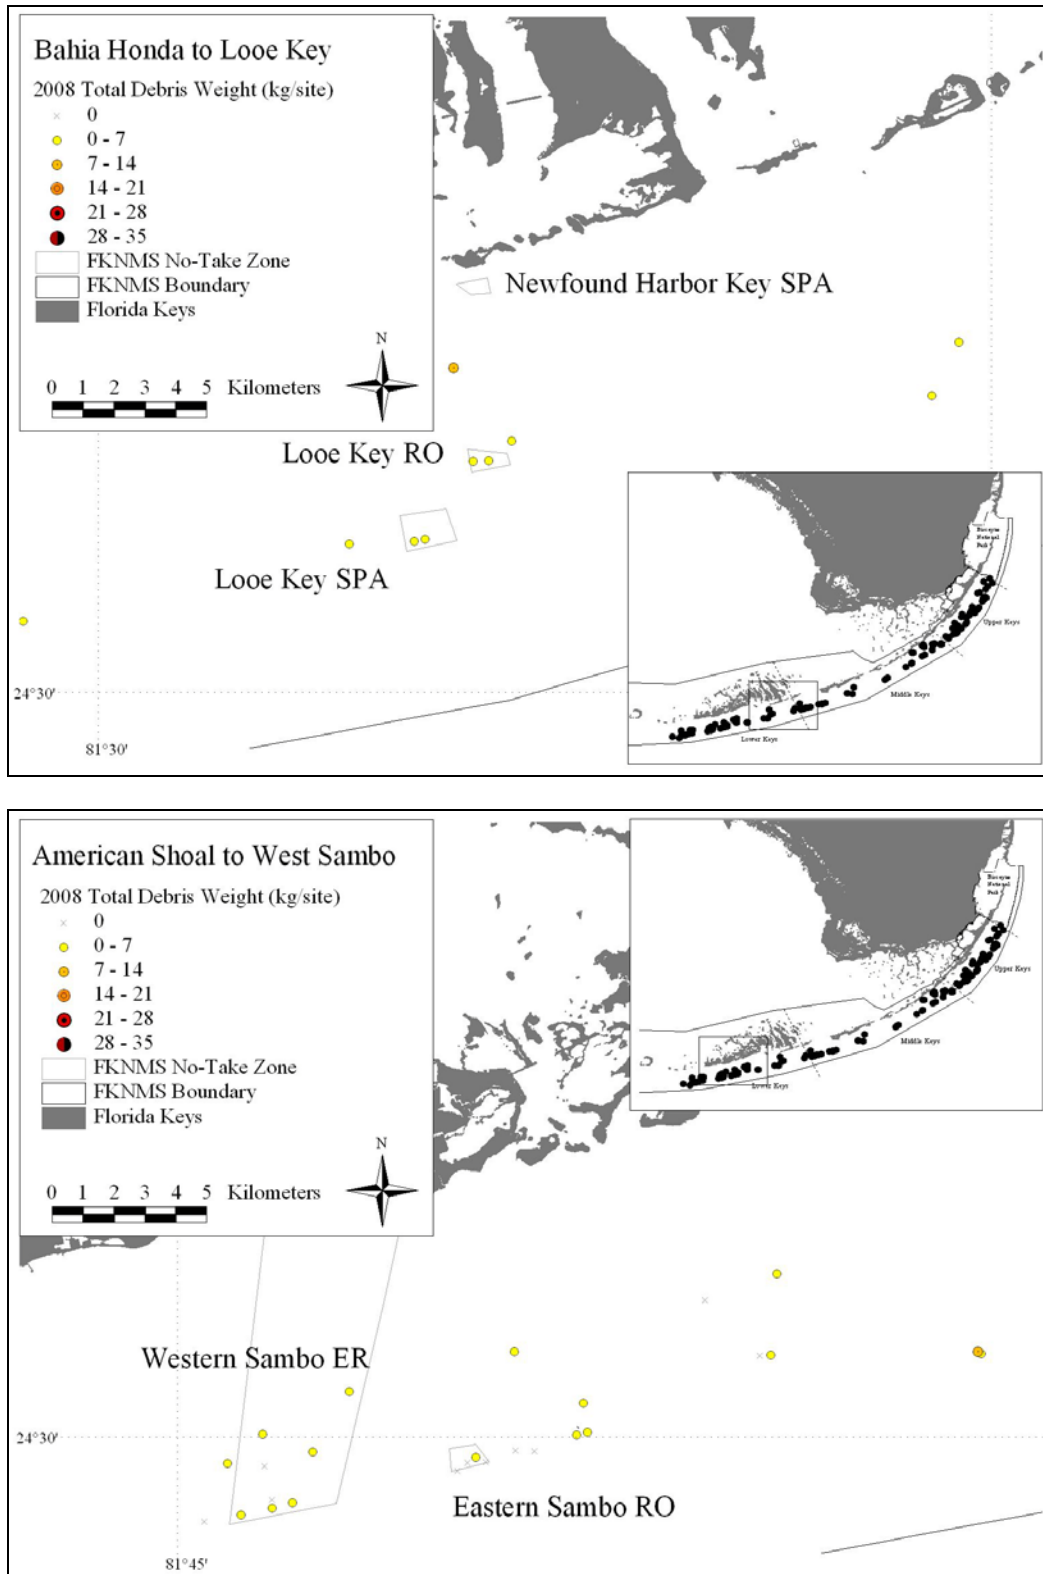 Bahia Honda to Looe Key
2008 Total Debris Weight (kg/site)
0
0 - 7
7 - 14
14 - 21
21 - 28
28 - 35
FKNMS No-Take Zone
FKNMS Boundary
Florida Keys
N
0 1 2 3 4 5 Kilometers
Newfound Harbor Key SPA
Looe Key RO
Looe Key SPA
24°30'
81°30'
Biscayne
National
Park
Upper Keys
Middle Keys
Lower Keys
American Shoal to West Sambo
2008 Total Debris Weight (kg/site)
0
0 - 7
7 - 14
14 - 21
21 - 28
28 - 35
FKNMS No-Take Zone
FKNMS Boundary
Florida Keys
N
0 1 2 3 4 5 Kilometers
Biscayne
National
Park
Upper Keys
Middle Keys
Lower Keys
Western Sambo ER
24°30'
Eastern Sambo RO
81°45'